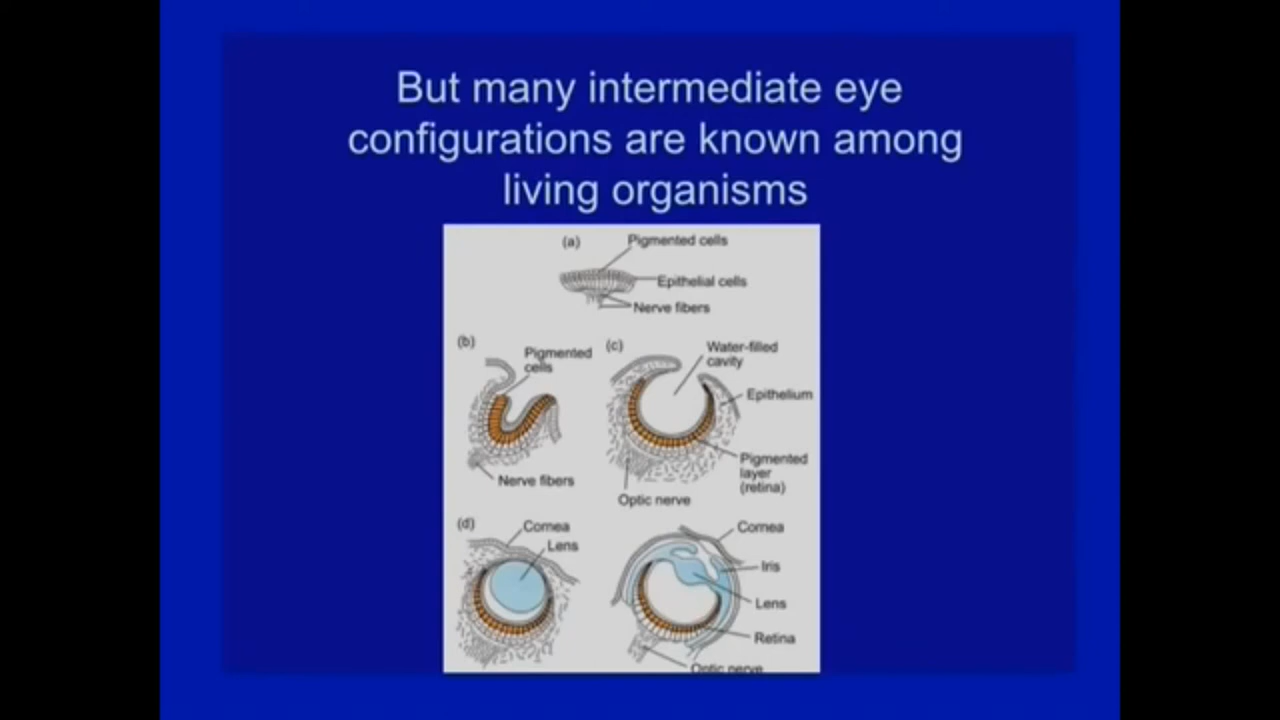 But many intermediate eye
configurations are known among
living organisms
(a)
Pigmented cells
Epithelial cells
Nerve fibers
(b)
Pigmented
cells
Nerve fibers
(c)
Water-filled
cavity
Epithelium
Pigmented
layer
(retina)
Optic nerve
(d)
Cornea
Lens
Cornea
Iris
Lens
Retina
Optic nerve